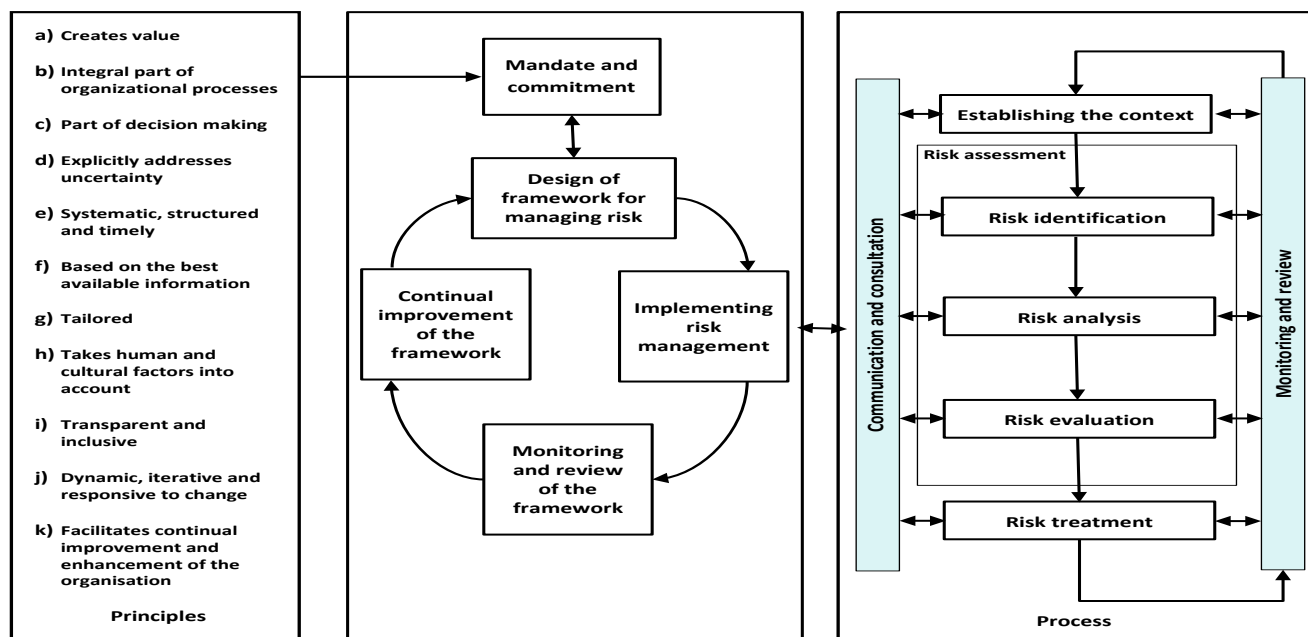 a) Creates value
b) Integral part of
organizational processes
c) Part of decision making
d) Explicitly addresses
uncertainty
e) Systematic, structured
and timely
f) Based on the best
available information
g) Tailored
h) Takes human and
cultural factors into
account
i) Transparent and
inclusive
j) Dynamic, iterative and
responsive to change
k) Facilitates continual
improvement and
enhancement of the
organisation
Principles
Mandate and
commitment
Design of
framework for
managing risk
Continual
improvement
of the
framework
Implementing
risk
management
Monitoring
and review
of the
framework
Communication and consultation
Establishing the context
Risk assessment
Risk identification
Risk analysis
Risk evaluation
Risk treatment
Monitoring and review
Process